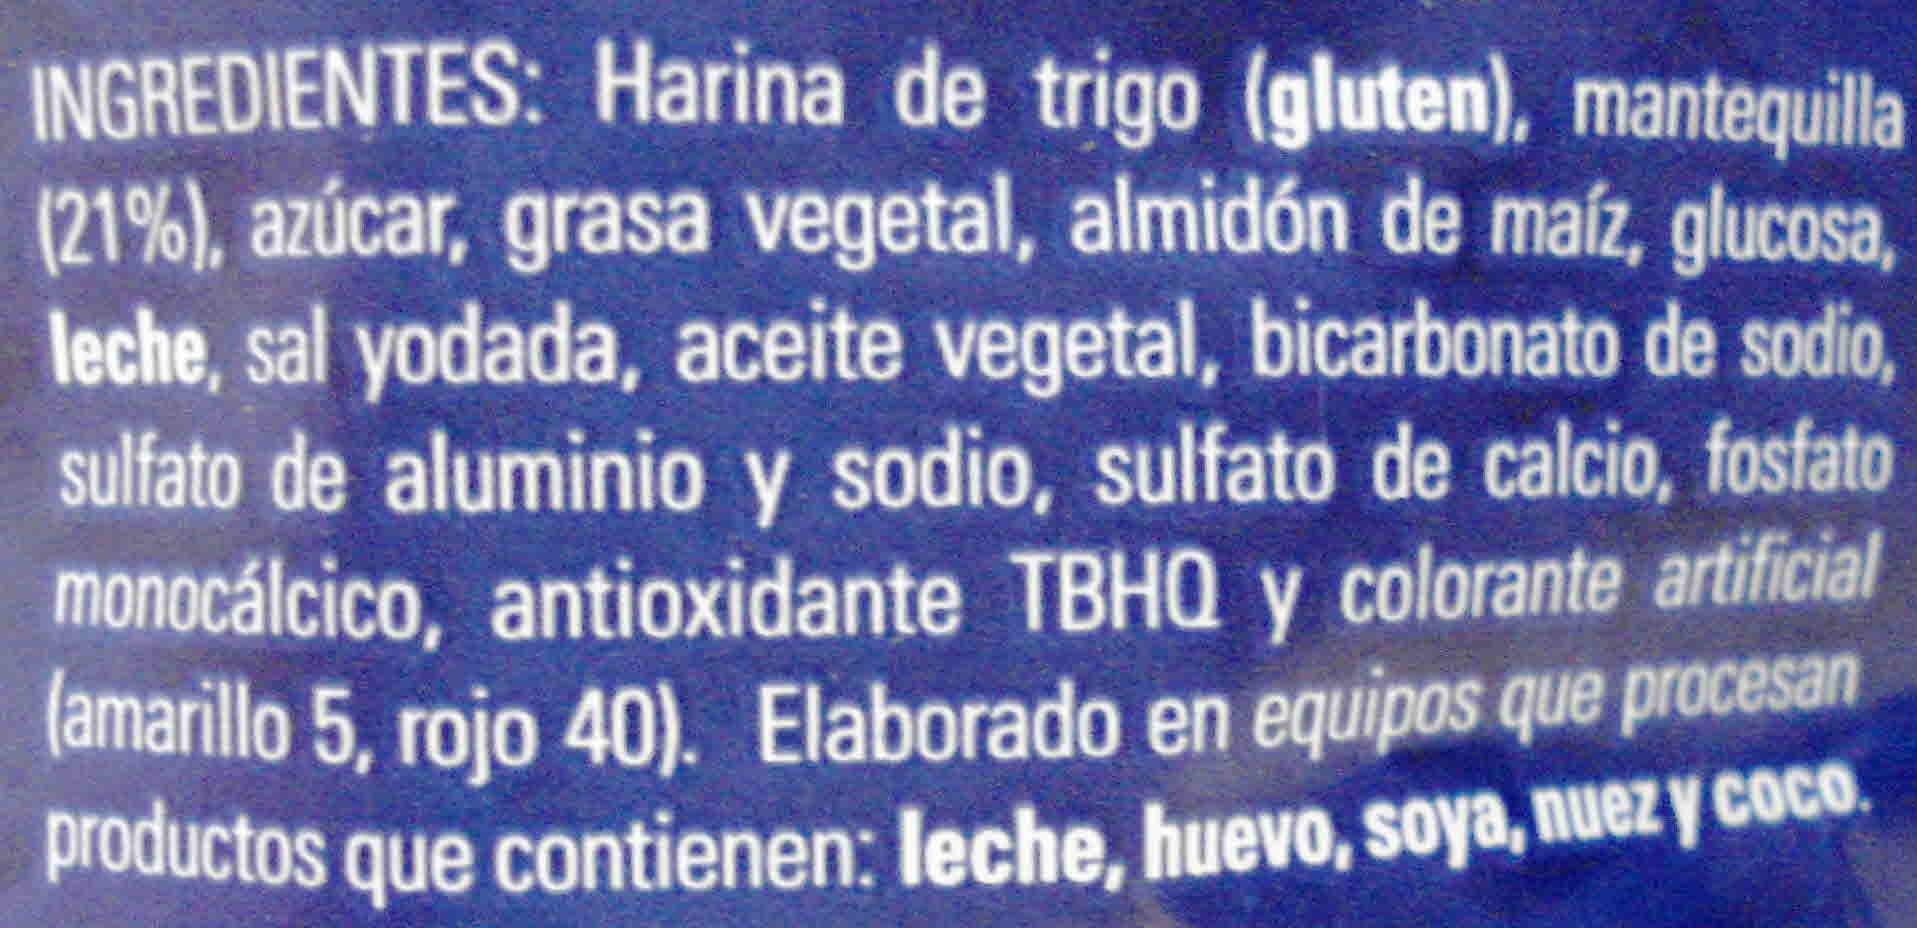 INGREDIENTES: Harina de trigo (gluten), mantequilla
(21%), azúcar, grasa vegetal, almidón de maíz, glucosa,
leche, sal yodada, aceite vegetal, bicarbonato de sodio,
sulfato de aluminio y sodio, sulfato de calcio, fosfato
monocálcico, antioxidante TBHQ y colorante artificial
(amarillo 5, rojo 40). Elaborado en equipos que procesan
productos que contienen: leche, huevo, soya, nuez y coco.